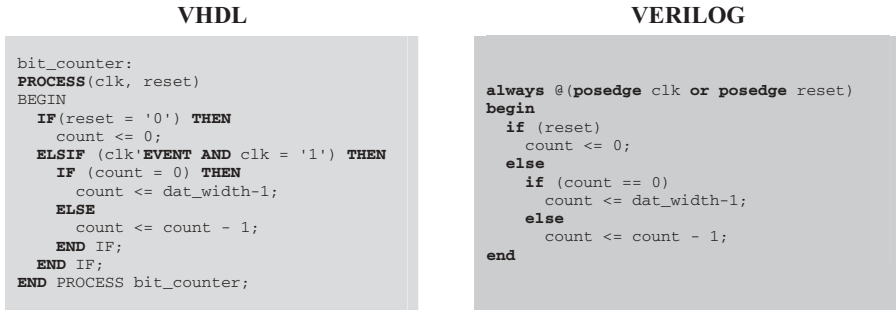 VHDL
bit_counter:
PROCESS(clk, reset)
BEGIN
  IF(reset = '0') THEN
    count <= 0;
  ELSIF (clk'EVENT AND clk = '1') THEN
    IF (count = 0) THEN
      count <= dat_width-1;
    ELSE
      count <= count - 1;
    END IF;
  END IF;
END PROCESS bit_counter;
VERILOG
always @(posedge clk or posedge reset)
begin
  if (reset)
    count <= 0;
  else
    if (count == 0)
      count <= dat_width-1;
    else
      count <= count - 1;
end